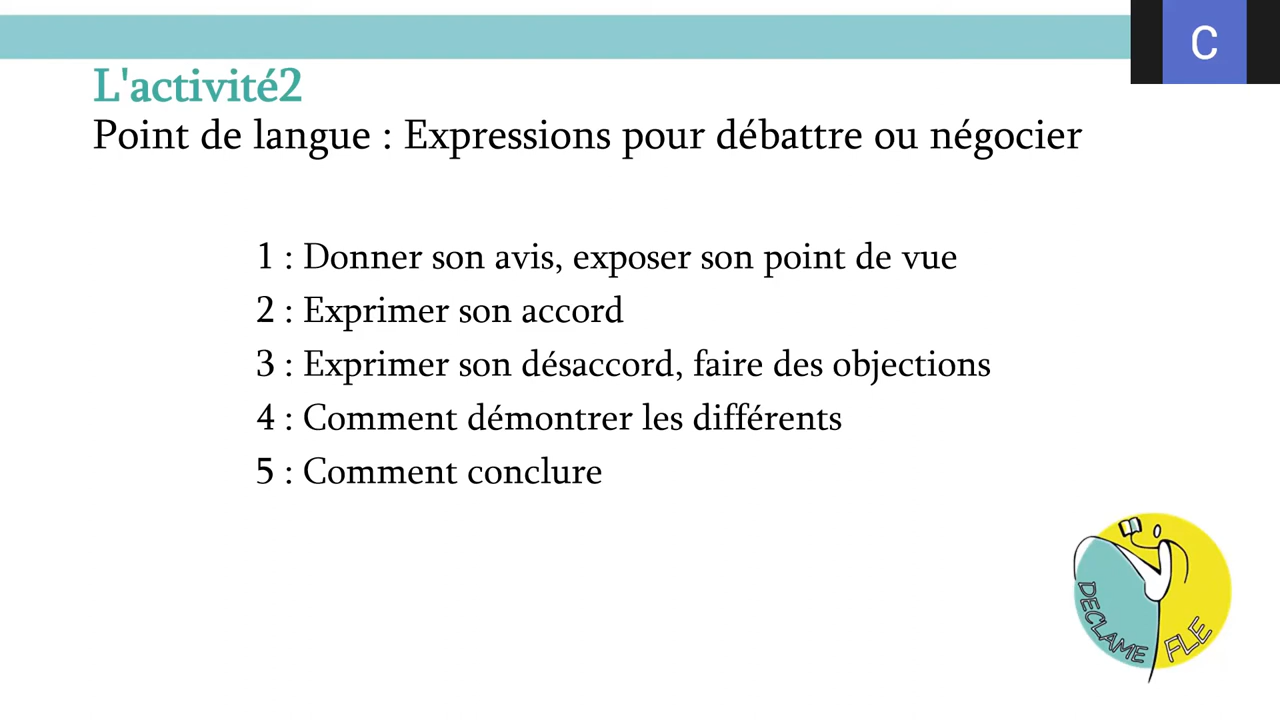 C
L'activité2
Point de langue : Expressions pour débattre ou négocier
1 : Donner son avis, exposer son point de vue
2 : Exprimer son accord
3 : Exprimer son désaccord, faire des objections
4 : Comment démontrer les différents
5 : Comment conclure
DECLAME FLE